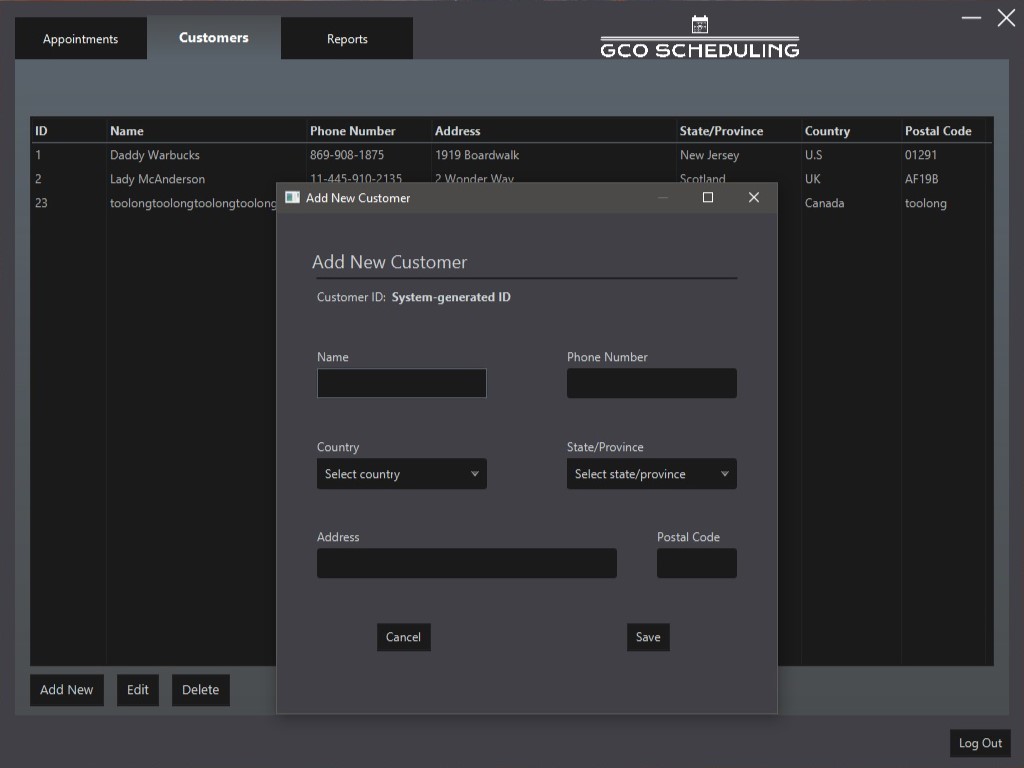 Appointments Customers Reports
GCO SCHEDULING
ID Name Phone Number Address State/Province Country Postal Code
1 Daddy Warbucks 869-908-1875 1919 Boardwalk New Jersey U.S 01291
2 Lady McAnderson 11-445-910-2135 2 Wonder Way Scotland UK AF19B
23 toolongtoolongtoolongtoolong Canada toolong
Add New Customer
Add New Customer
Customer ID: System-generated ID
Name Phone Number
Country State/Province
Select country Select state/province
Address Postal Code
Cancel Save
Add New Edit Delete
Log Out